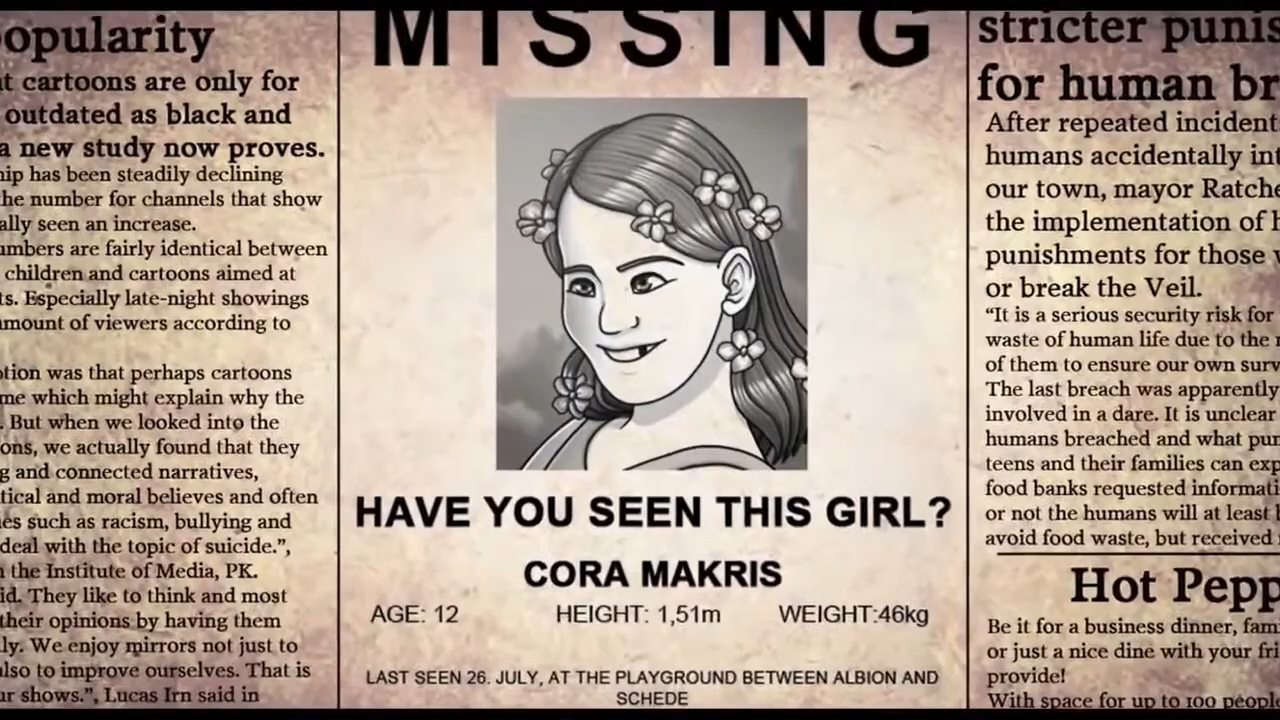 opularity
t cartoons are only for
outdated as black and
a new study now proves.
hip has been steadily declining
he number for channels that show
ally seen an increase.
umbers are fairly identical between
children and cartoons aimed at
ts. Especially late-night showings
mount of viewers according to
tion was that perhaps cartoons
me which might explain why the
. But when we looked into the
ons, we actually found that they
g and connected narratives,
tical and moral believes and often
es such as racism, bullying and
deal with the topic of suicide.”,
n the Institute of Media, PK.
id. They like to think and most
their opinions by having them
ly. We enjoy mirrors not just to
also to improve ourselves. That is
ur shows.”, Lucas Irn said in
MISSING
HAVE YOU SEEN THIS GIRL?
CORA MAKRIS
AGE: 12 HEIGHT: 1,51m WEIGHT:46kg
LAST SEEN 26. JULY, AT THE PLAYGROUND BETWEEN ALBION AND
SCHEDE
stricter punis
for human br
After repeated incident
humans accidentally int
our town, mayor Ratche
the implementation of h
punishments for those v
or break the Veil.
“It is a serious security risk for
waste of human life due to the r
of them to ensure our own surv
The last breach was apparently
involved in a dare. It is unclear
humans breached and what pun
teens and their families can exp
food banks requested informati
or not the humans will at least b
avoid food waste, but received
Hot Pepp
Be it for a business dinner, fami
or just a nice dine with your fri
provide!
With space for up to 100 people